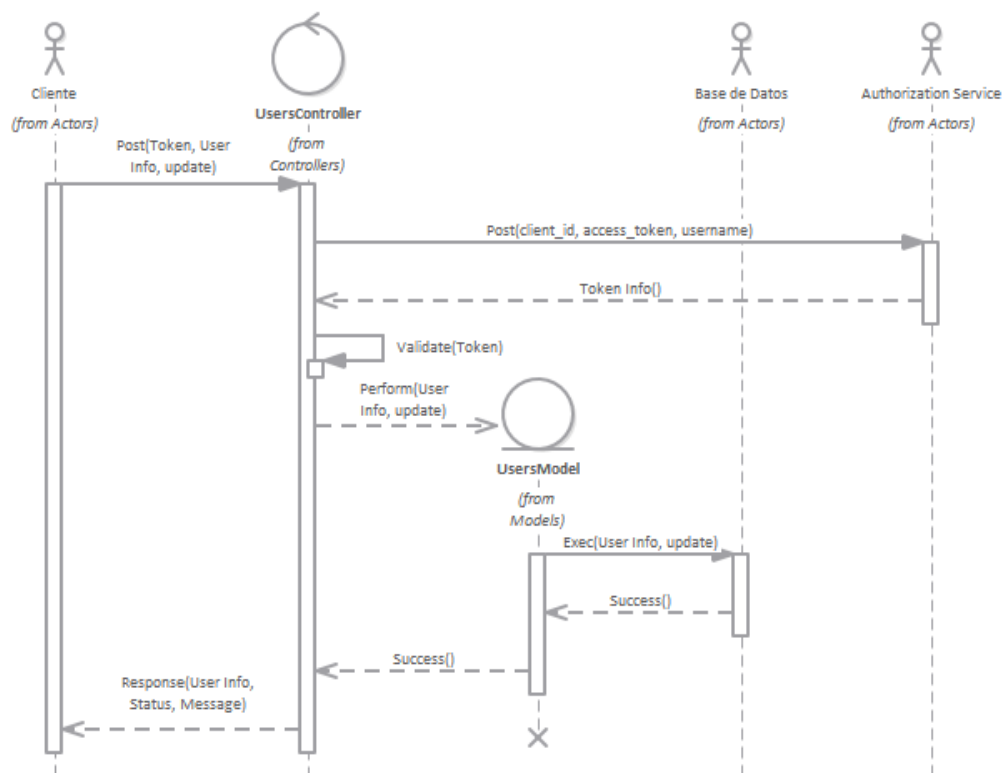 Cliente
(from Actors)
UsersController
(from
Controllers)
Base de Datos
(from Actors)
Authorization Service
(from Actors)
Post(Token, User
Info, update)
Post(client_id, access_token, username)
Token Info()
Validate(Token)
Perform(User
Info, update)
UsersModel
(from
Models)
Exec(User Info, update)
Success()
Success()
Response(User Info,
Status, Message)